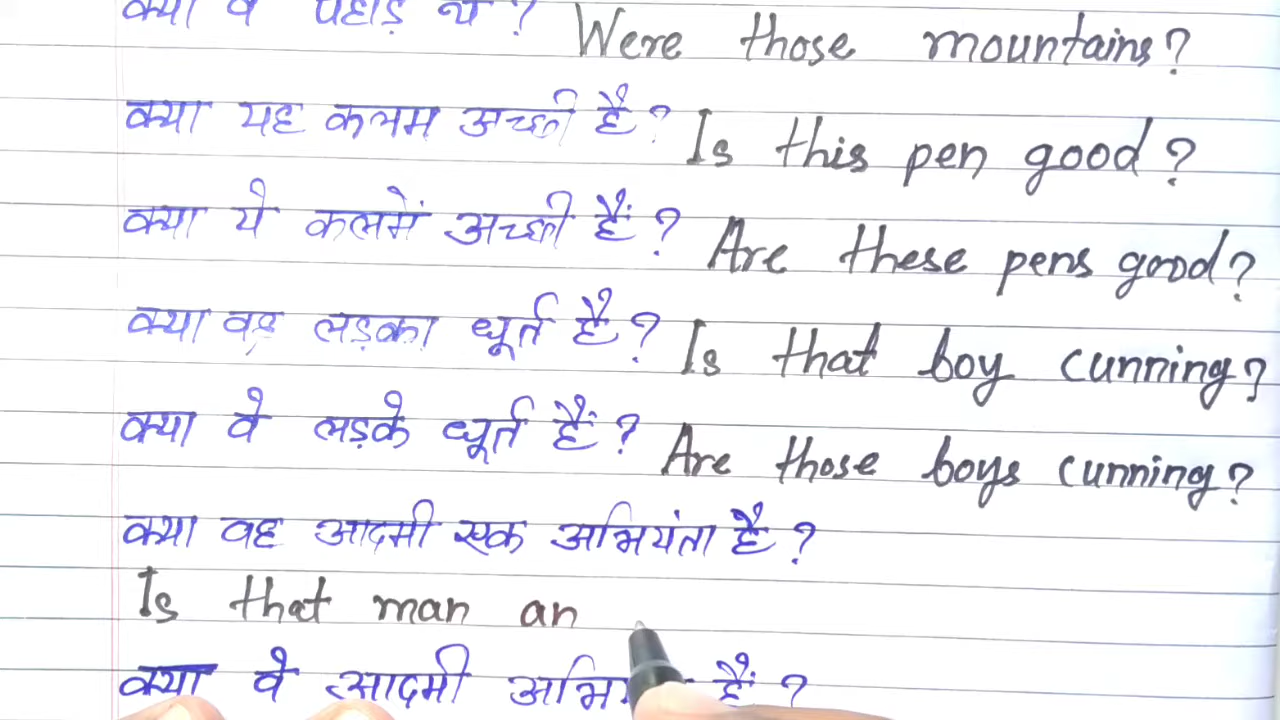 क्या वे पहाड़ थे? Were those mountains?
क्या यह कलम अच्छी है? Is this pen good?
क्या ये कलमें अच्छी हैं? Are these pens good?
क्या वह लड़का धूर्त है? Is that boy cunning?
क्या वे लड़के धूर्त हैं? Are those boys cunning?
क्या वह आदमी एक अभियंता है?
Is that man an
क्या वे आदमी हैं?